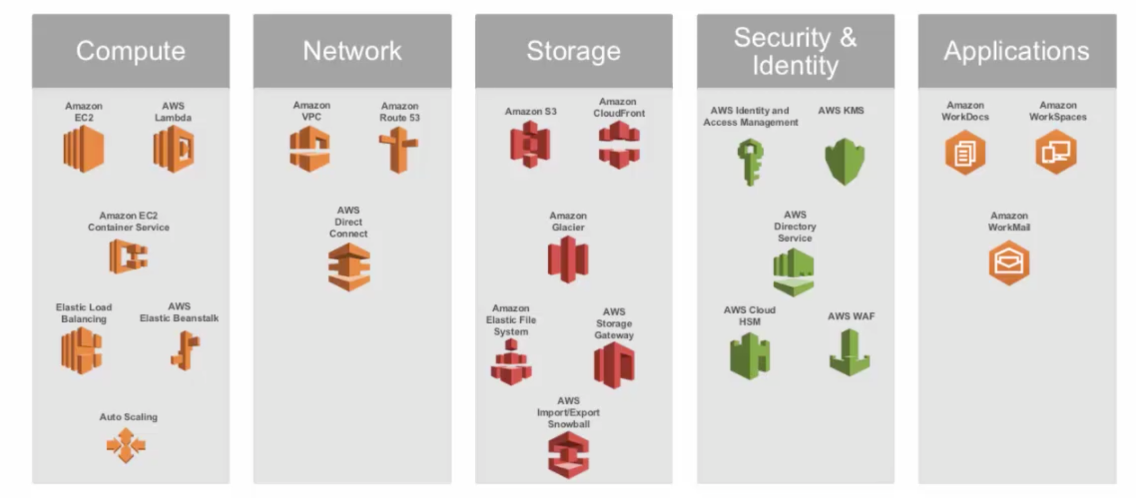 Compute
Amazon
EC2
AWS
Lambda
Amazon EC2
Container Service
Elastic Load
Balancing
AWS
Elastic Beanstalk
Auto Scaling
Network
Amazon
VPC
Amazon
Route 53
AWS
Direct
Connect
Storage
Amazon S3
Amazon
CloudFront
Amazon
Glacier
Amazon
Elastic File
System
AWS
Storage
Gateway
AWS
Import/Export
Snowball
Security &
Identity
AWS Identity and
Access Management
AWS KMS
AWS
Directory
Service
AWS Cloud
HSM
AWS WAF
Applications
Amazon
WorkDocs
Amazon
WorkSpaces
Amazon
WorkMail